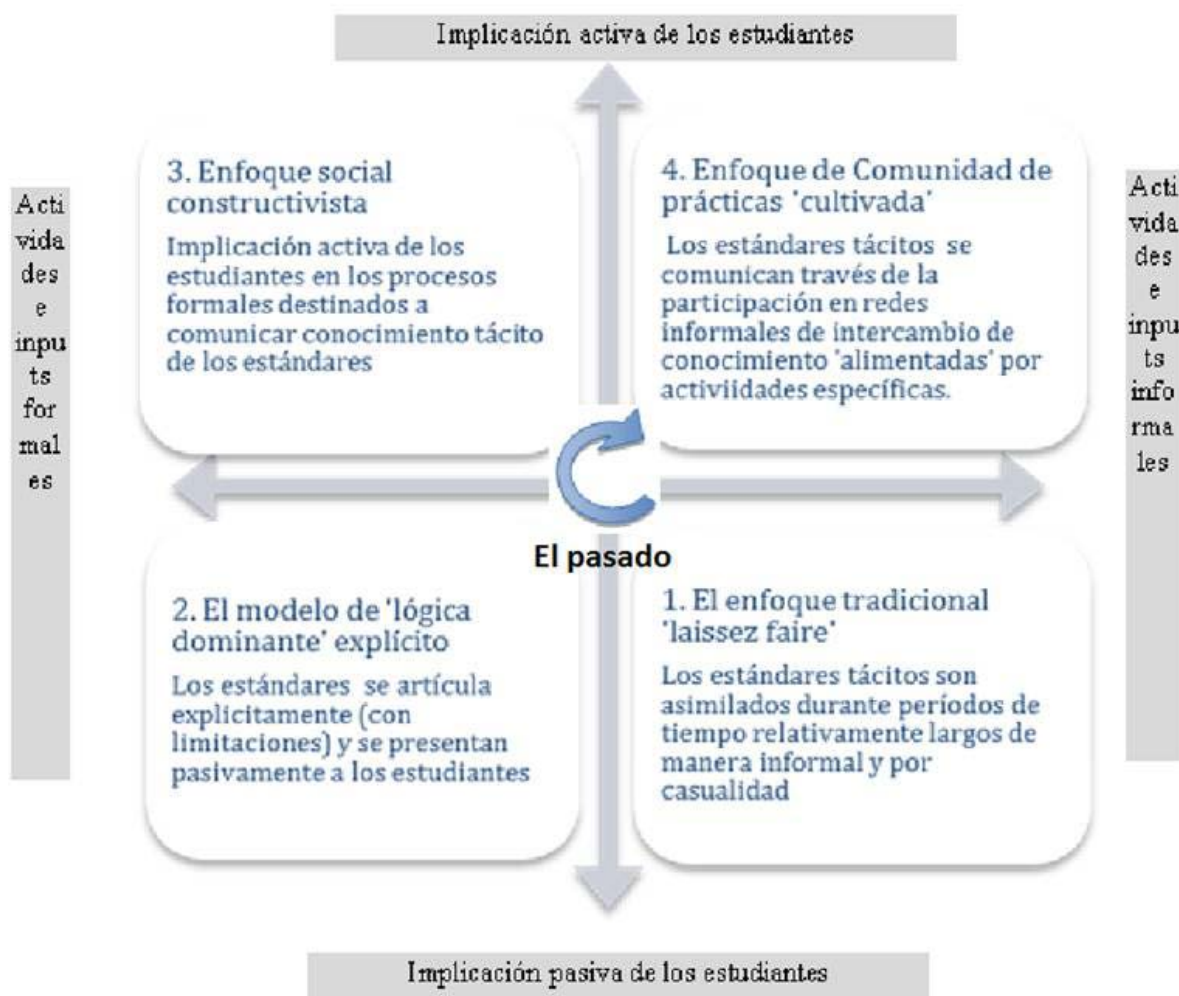 Implicación activa de los estudiantes
Acti
vida
des
e
inpu
ts
for
mal
es
3. Enfoque social
constructivista
Implicación activa de los
estudiantes en los procesos
formales destinados a
comunicar conocimiento tácito
de los estándares
4. Enfoque de Comunidad de
prácticas 'cultivada'
Los estándares tácitos se
comunican través de la
participación en redes
informales de intercambio de
conocimiento 'alimentadas' por
activiidades específicas.
Acti
vida
des
e
inpu
ts
info
rma
les
El pasado
2. El modelo de 'lógica
dominante' explícito
Los estándares se artícula
explicitamente (con
limitaciones) y se presentan
pasivamente a los estudiantes
1. El enfoque tradicional
'laissez faire'
Los estándares tácitos son
asimilados durante períodos de
tiempo relativamente largos de
manera informal y por
casualidad
Implicación pasiva de los estudiantes